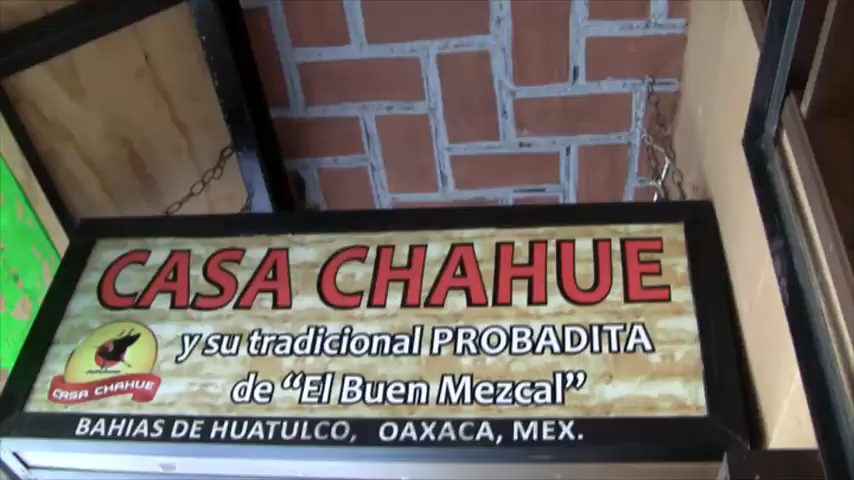 CASA CHAHUE
y su tradicional PROBADITA
de “El Buen Mezcal”
CASA CHAHUE
BAHIAS DE HUATULCO, OAXACA, MEX.